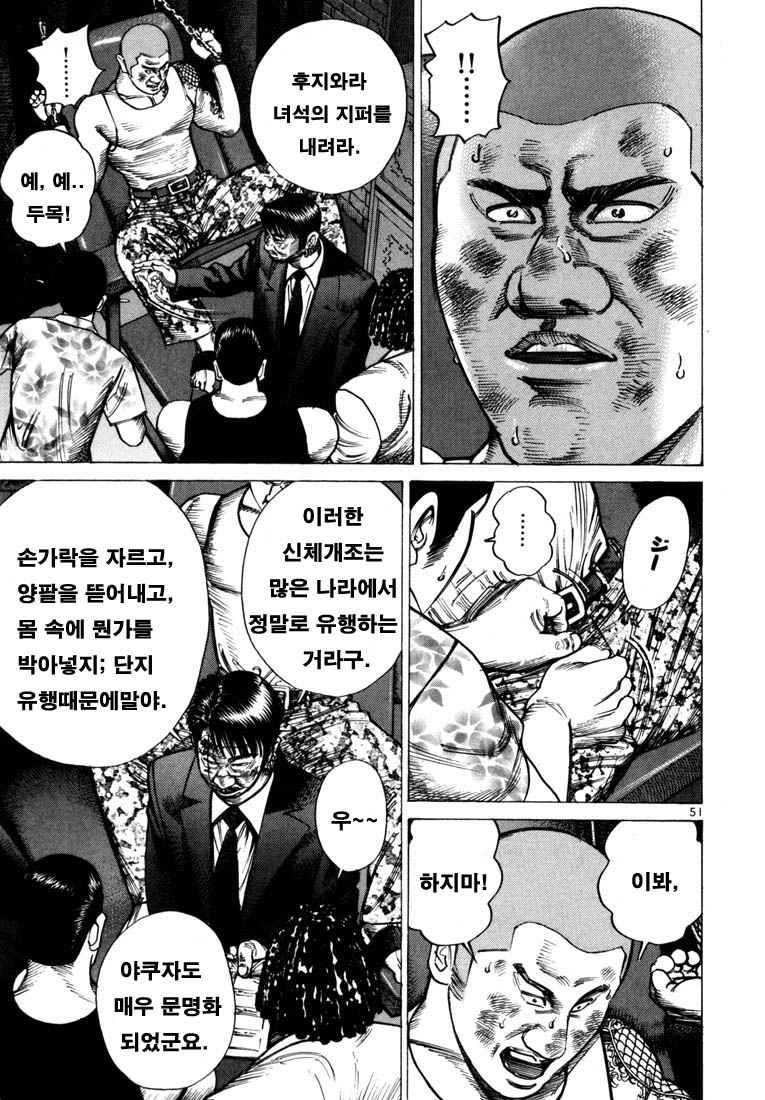 !!……
후지와라
녀석의 지퍼를
내려라.
……
예, 예..
두목!
ジー
……
이러한
신체개조는
많은 나라에서
정말로 유행하는
거라구.
손가락을 자르고,
양팔을 뜯어내고,
몸 속에 뭔가를
박아넣지; 단지
유행때문에말야.
우~~
야쿠자도
매우 문명화
되었군요.
51
이봐,
하지마!